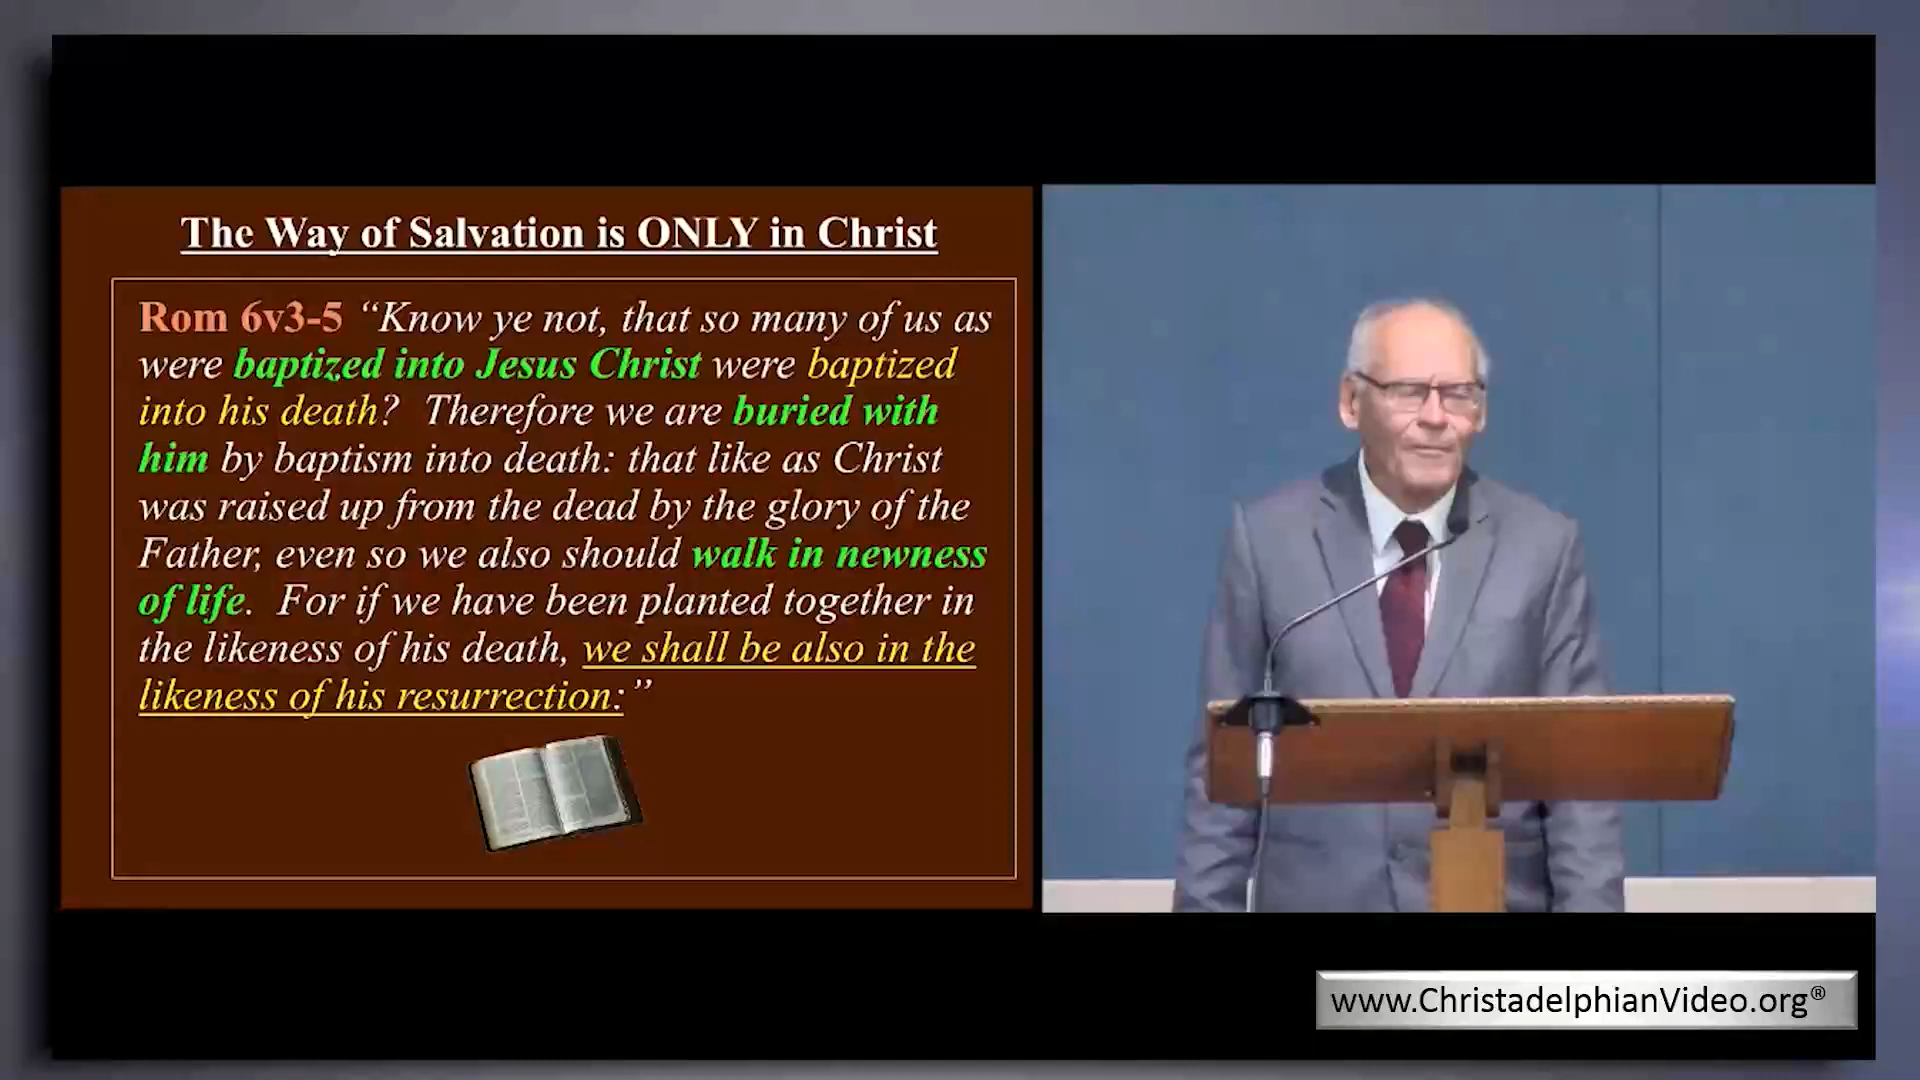 The Way of Salvation is ONLY in Christ
Rom 6v3-5 “Know ye not, that so many of us as
were baptized into Jesus Christ were baptized
into his death?  Therefore we are buried with
him by baptism into death: that like as Christ
was raised up from the dead by the glory of the
Father, even so we also should walk in newness
of life.  For if we have been planted together in
the likeness of his death, we shall be also in the
likeness of his resurrection:”
www.ChristadelphianVideo.org®